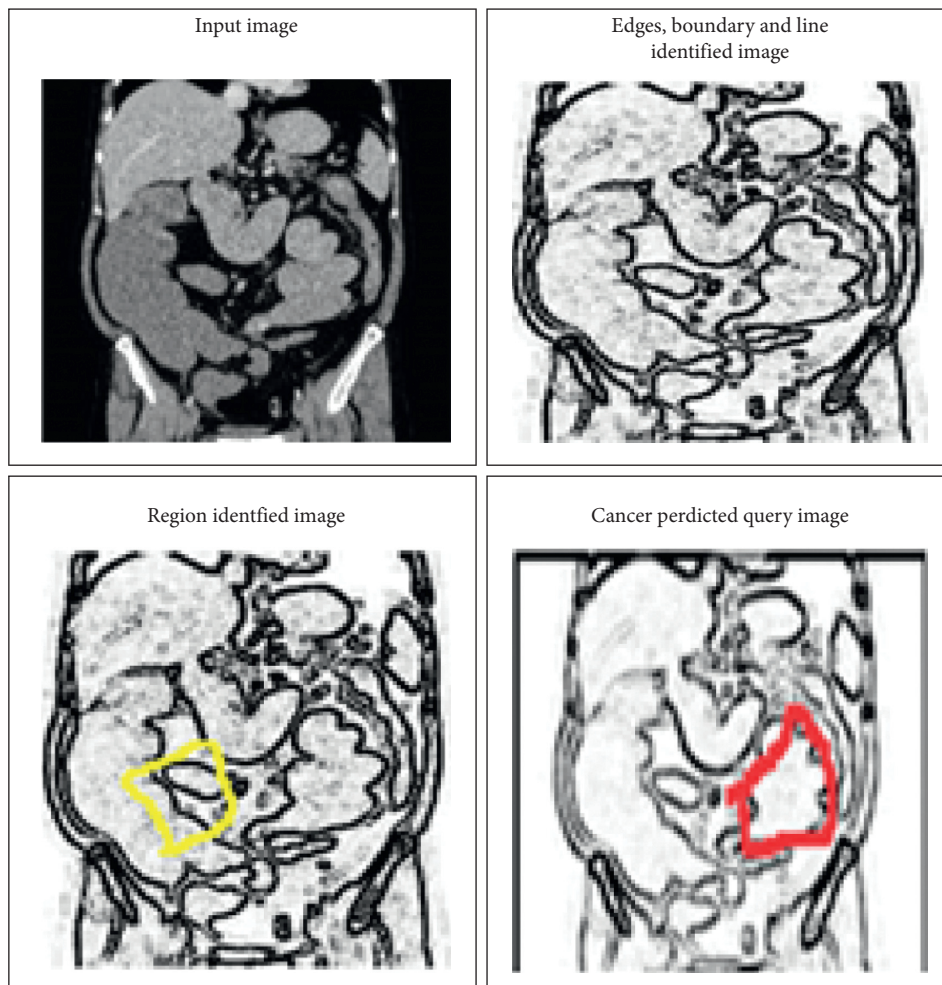 Input image
Edges, boundary and line
identified image
Region identfied image
Cancer perdicted query image